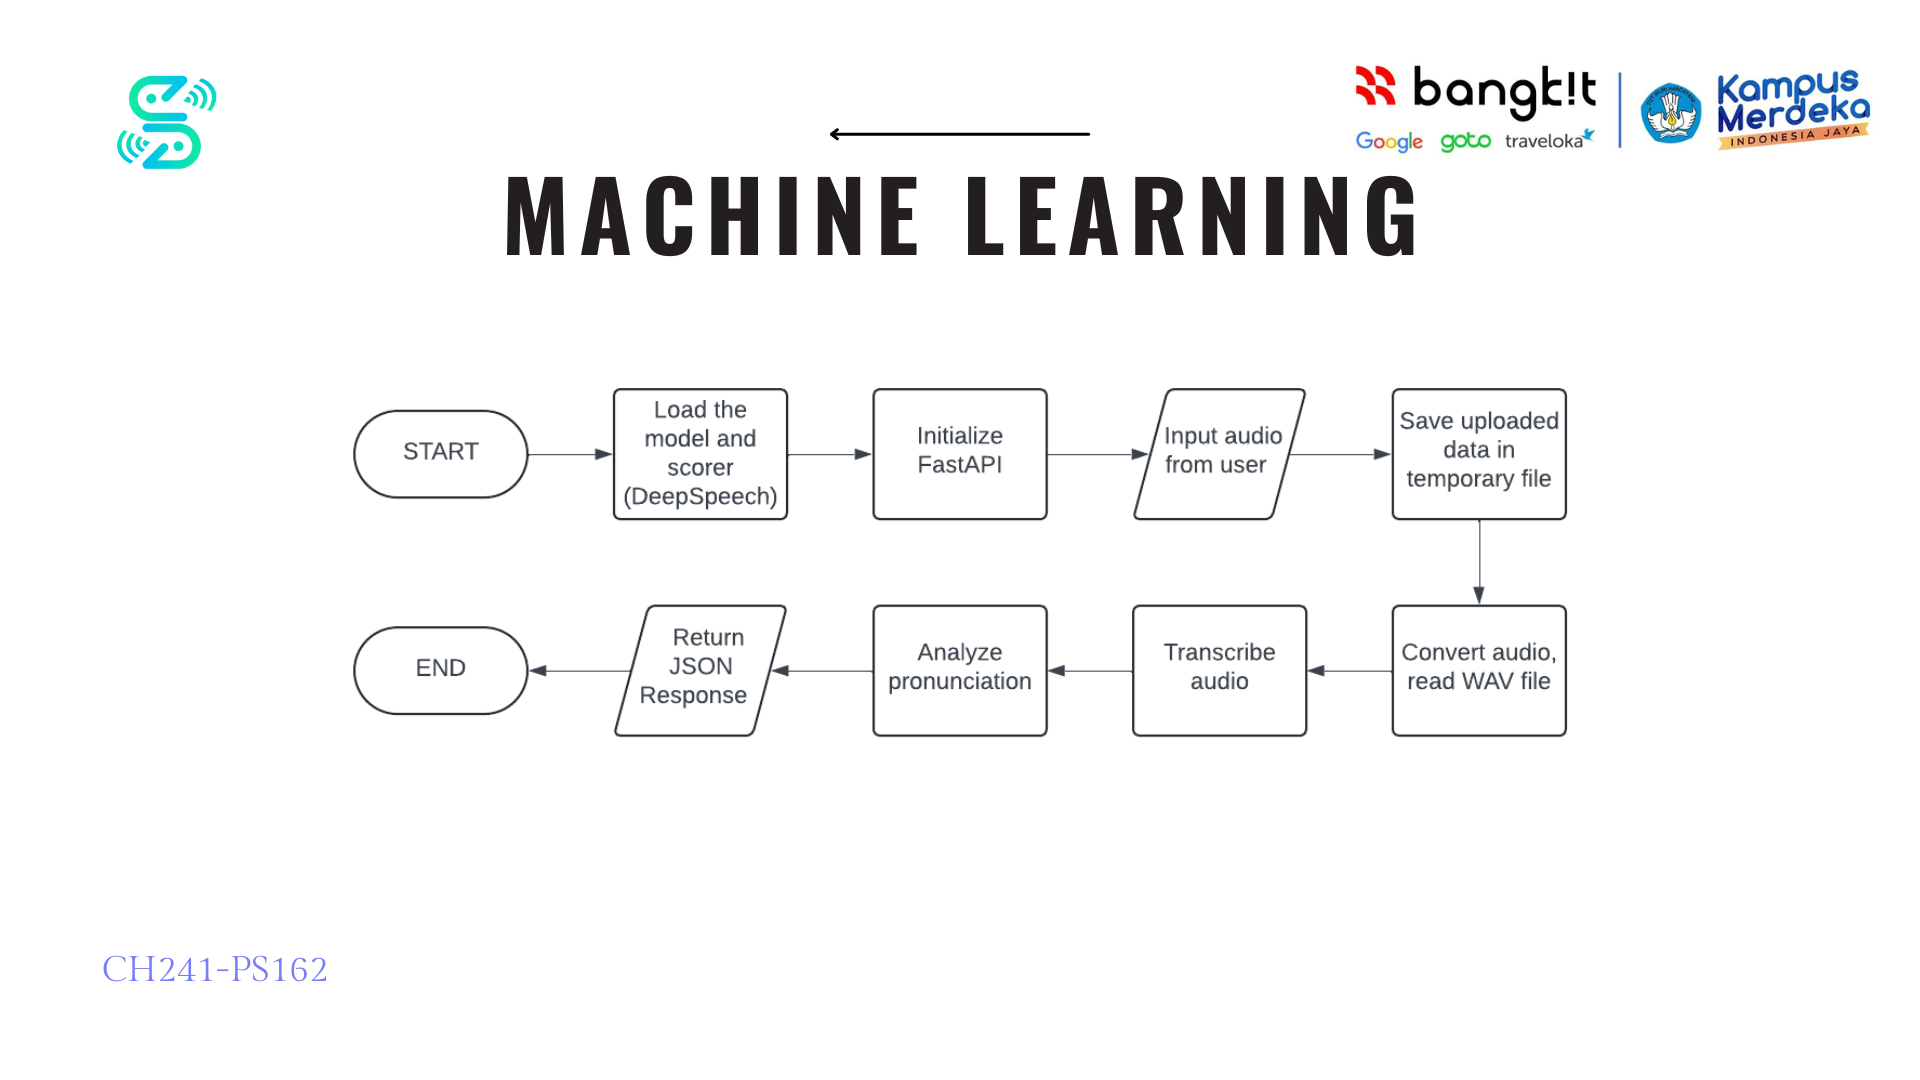 bangk!t
Google goto traveloka
Kampus
Merdeka
INDONESIA JAYA
MACHINE LEARNING
START
Load the
model and
scorer
(DeepSpeech)
Initialize
FastAPI
Input audio
from user
Save uploaded
data in
temporary file
Convert audio,
read WAV file
Transcribe
audio
Analyze
pronunciation
Return
JSON
Response
END
CH241-PS162